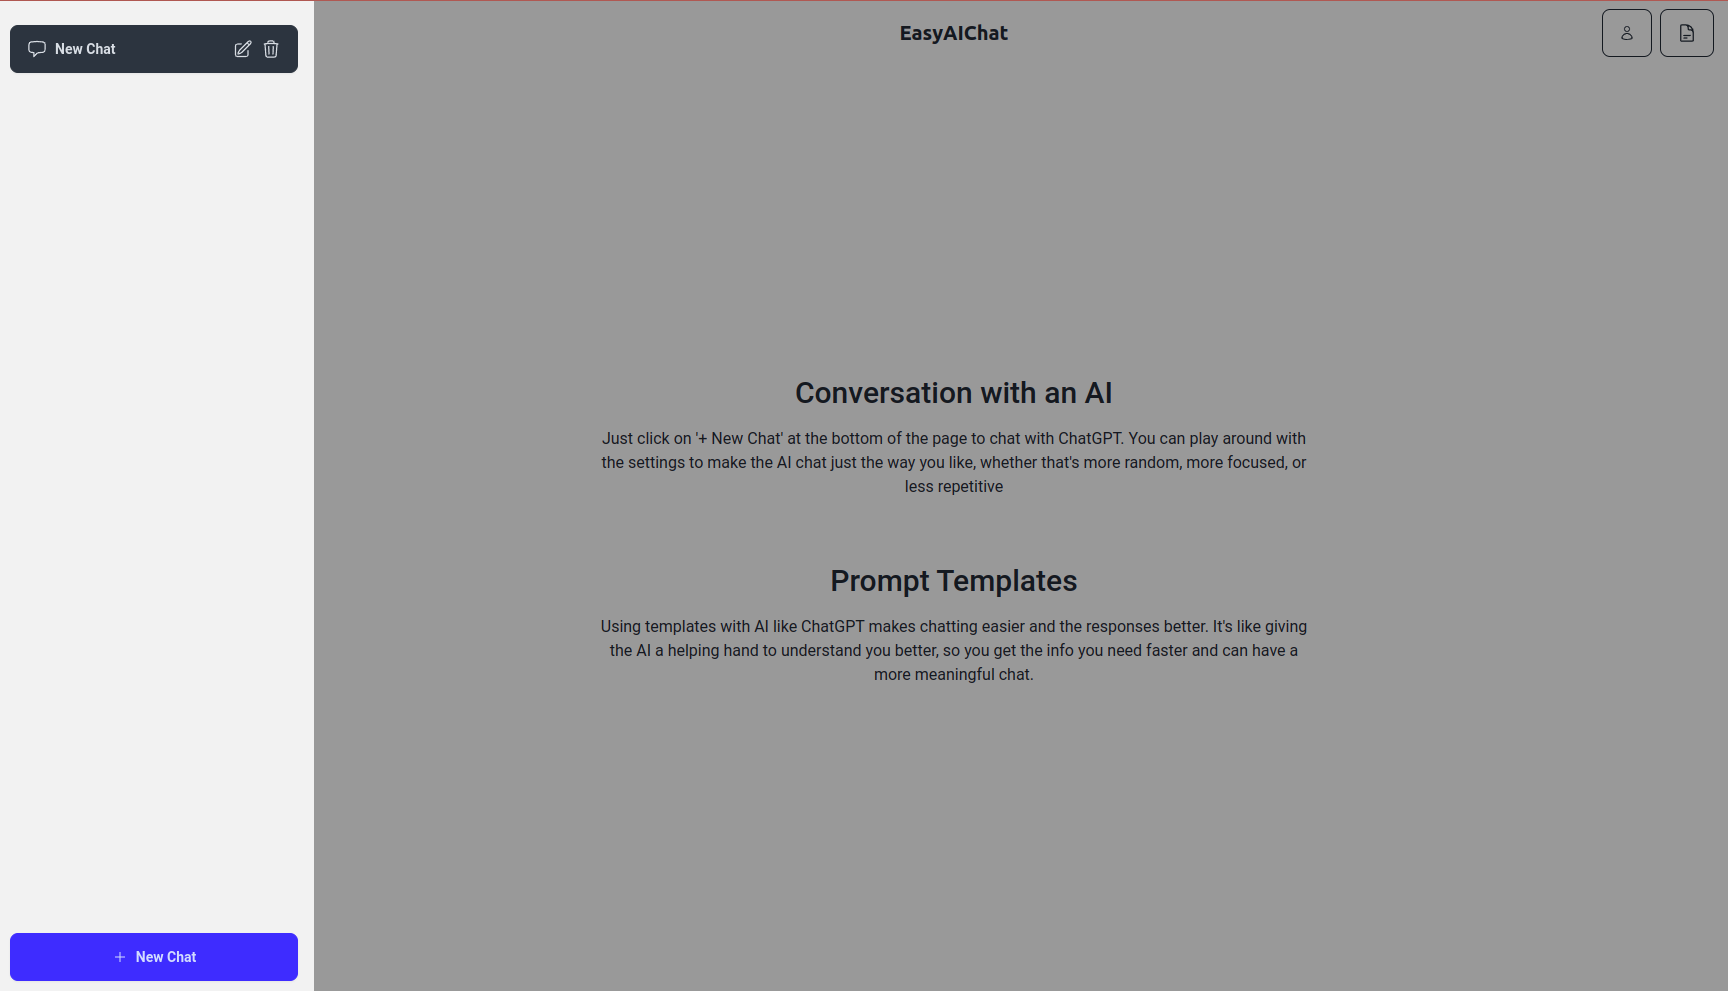 New Chat
EasyAIChat
Conversation with an AI
Just click on '+ New Chat' at the bottom of the page to chat with ChatGPT. You can play around with
the settings to make the AI chat just the way you like, whether that's more random, more focused, or
less repetitive
Prompt Templates
Using templates with AI like ChatGPT makes chatting easier and the responses better. It's like giving
the AI a helping hand to understand you better, so you get the info you need faster and can have a
more meaningful chat.
+ New Chat